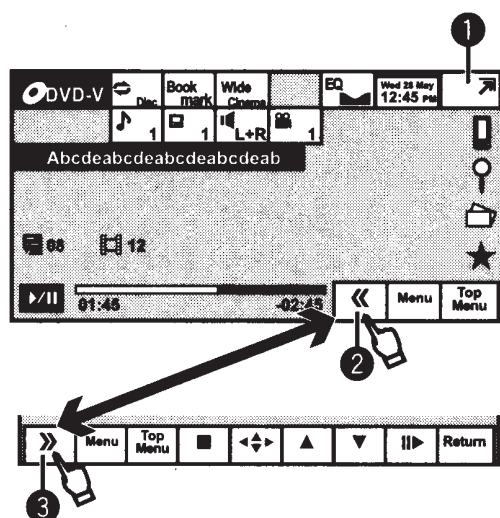 1
DVD-V Disc Book mark Wide Cinema EQ Wed 28 May 12:45 PM
1 1 L+R 1
Abcdeabcdeabcdeabcdeab
68 12
01:45 -02:45 Menu Top Menu
2
Menu Top Menu Return
3